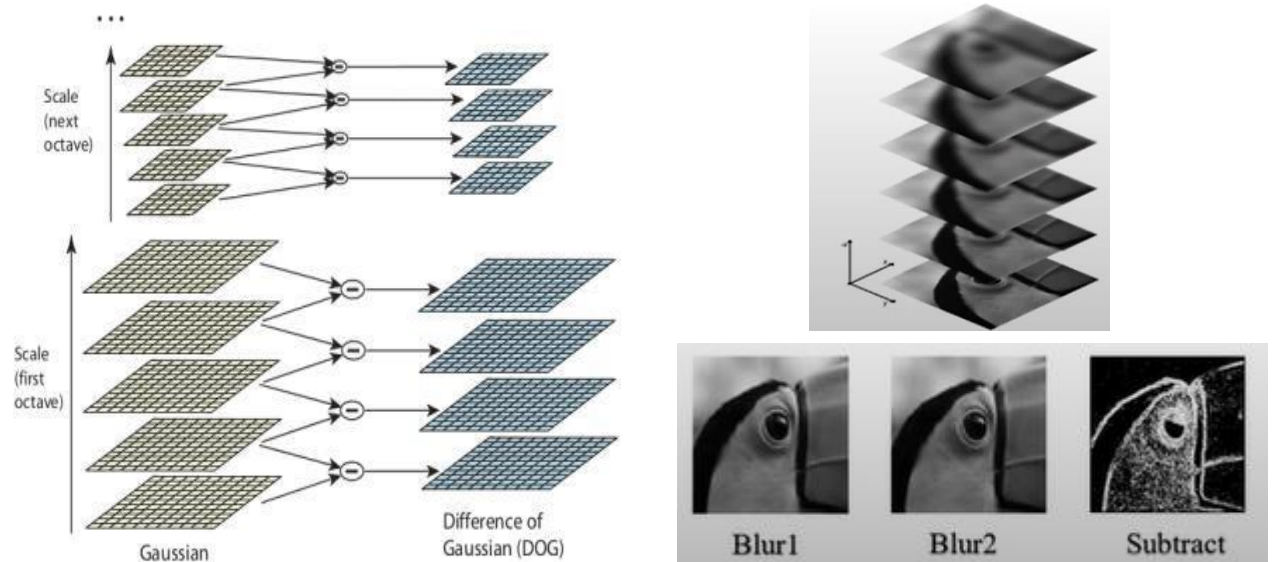 ...
Scale
(next
octave)
Scale
(first
octave)
Gaussian
Difference of
Gaussian (DOG)
Blur1
Blur2
Subtract